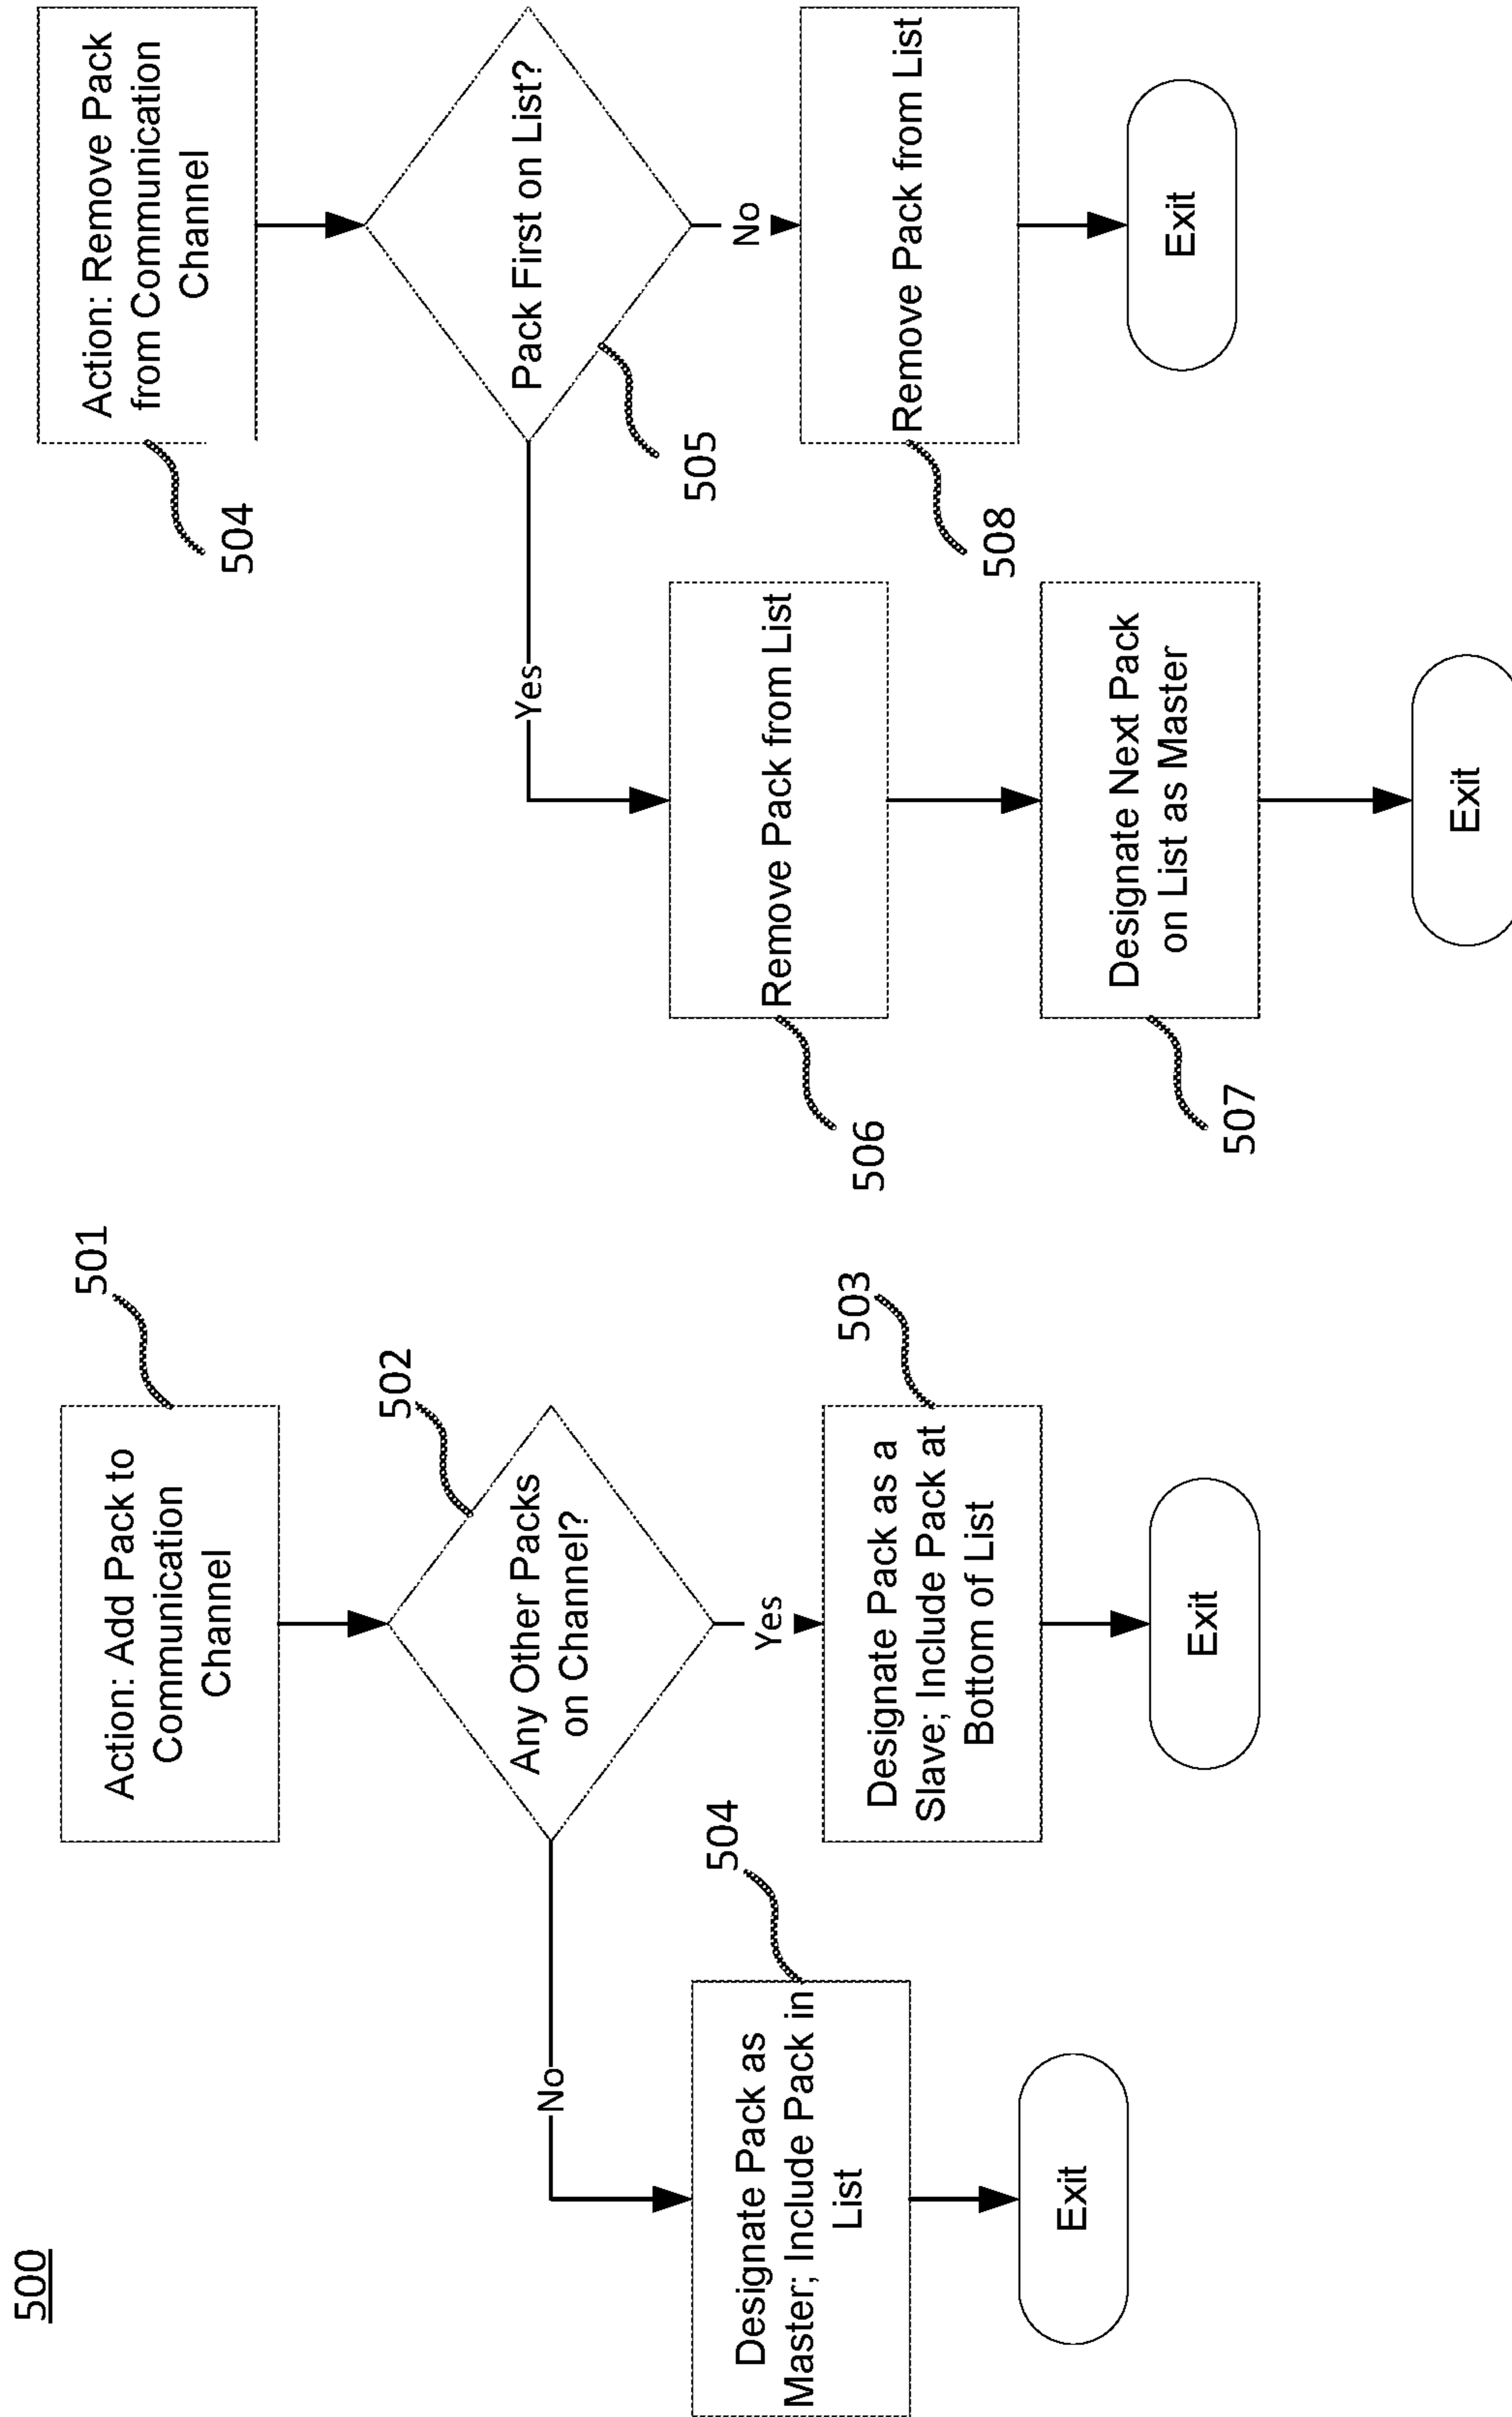 500
Action: Add Pack to
Communication
Channel
501
Any Other Packs
on Channel?
502
No
Yes
Designate Pack as
Master; Include Pack in
List
504
Designate Pack as a
Slave; Include Pack at
Bottom of List
503
Exit
Exit
Action: Remove Pack
from Communication
Channel
504
Pack First on List?
505
Yes
No
Remove Pack from List
506
Remove Pack from List
508
Designate Next Pack
on List as Master
507
Exit
Exit